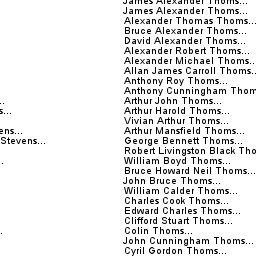 James Alexander Thoms...
James Alexander Thoms...
Alexander Thomas Thoms...
Bruce Alexander Thoms...
David Alexander Thoms...
Alexander Robert Thoms...
Alexander Michael Thoms..
Allan James Carroll Thoms..
Anthony Roy Thoms...
Anthony Cunningham Thom
.. Arthur John Thoms...
s... Arthur Harold Thoms...
Vivian Arthur Thoms...
ens... Arthur Mansfield Thoms...
Stevens... George Bennett Thoms...
Robert Livingston Black Tho
. William Boyd Thoms...
Bruce Howard Neil Thoms...
John Bruce Thoms...
William Calder Thoms...
Charles Cook Thoms...
Edward Charles Thoms...
Clifford Stuart Thoms...
. Colin Thoms...
John Cunningham Thoms...
Cyril Gordon Thoms...